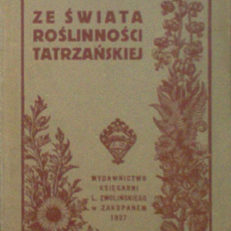 ZE ŚWIATA
ROŚLINNOŚCI
TATRZAŃSKIEJ
WYDAWNICTWO
KSIĘGARNI
L. ZWOLIŃSKIEGO
w ZAKOPANEM
1927